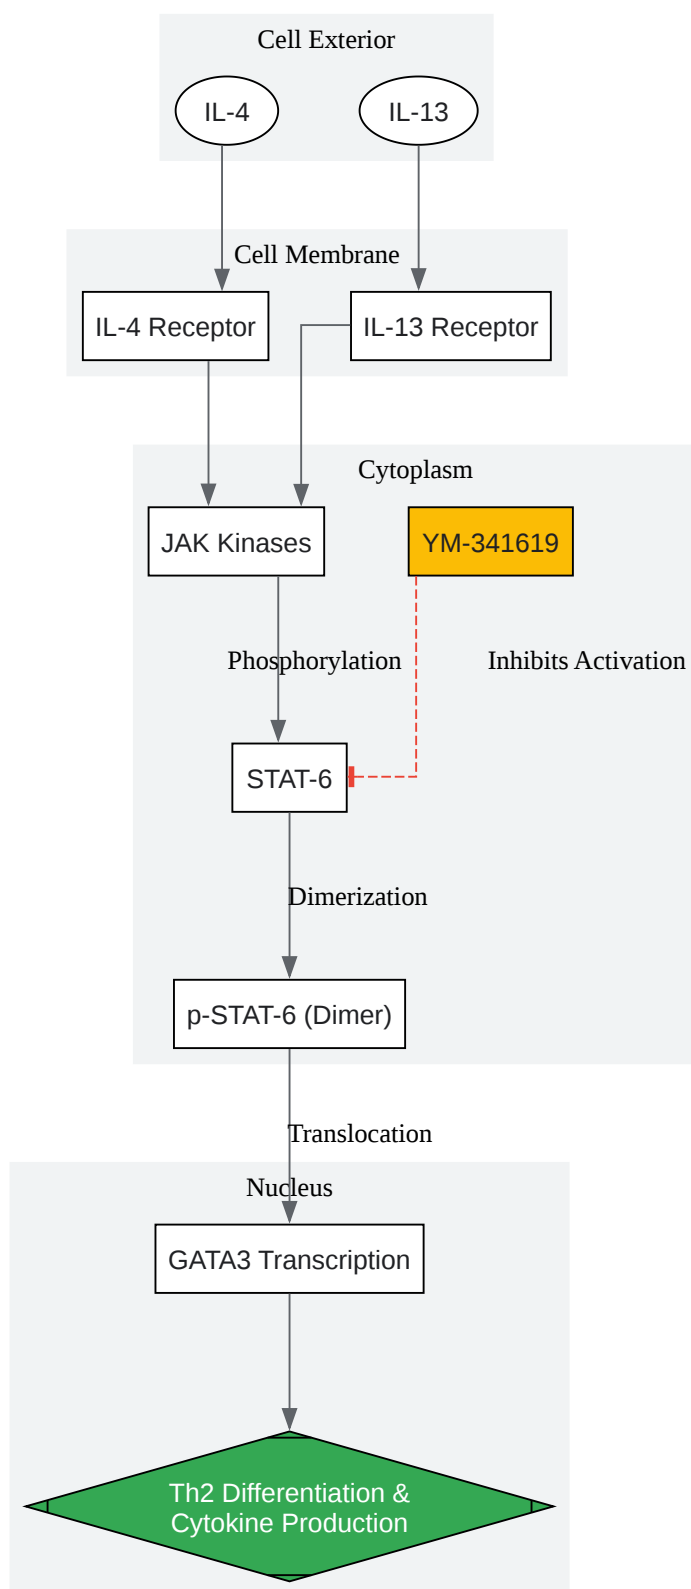 Cell Exterior
IL-4
IL-13
Cell Membrane
IL-4 Receptor
IL-13 Receptor
Cytoplasm
JAK Kinases
YM-341619
Phosphorylation
Inhibits Activation
STAT-6
Dimerization
p-STAT-6 (Dimer)
Translocation
Nucleus
GATA3 Transcription
Th2 Differentiation &
Cytokine Production